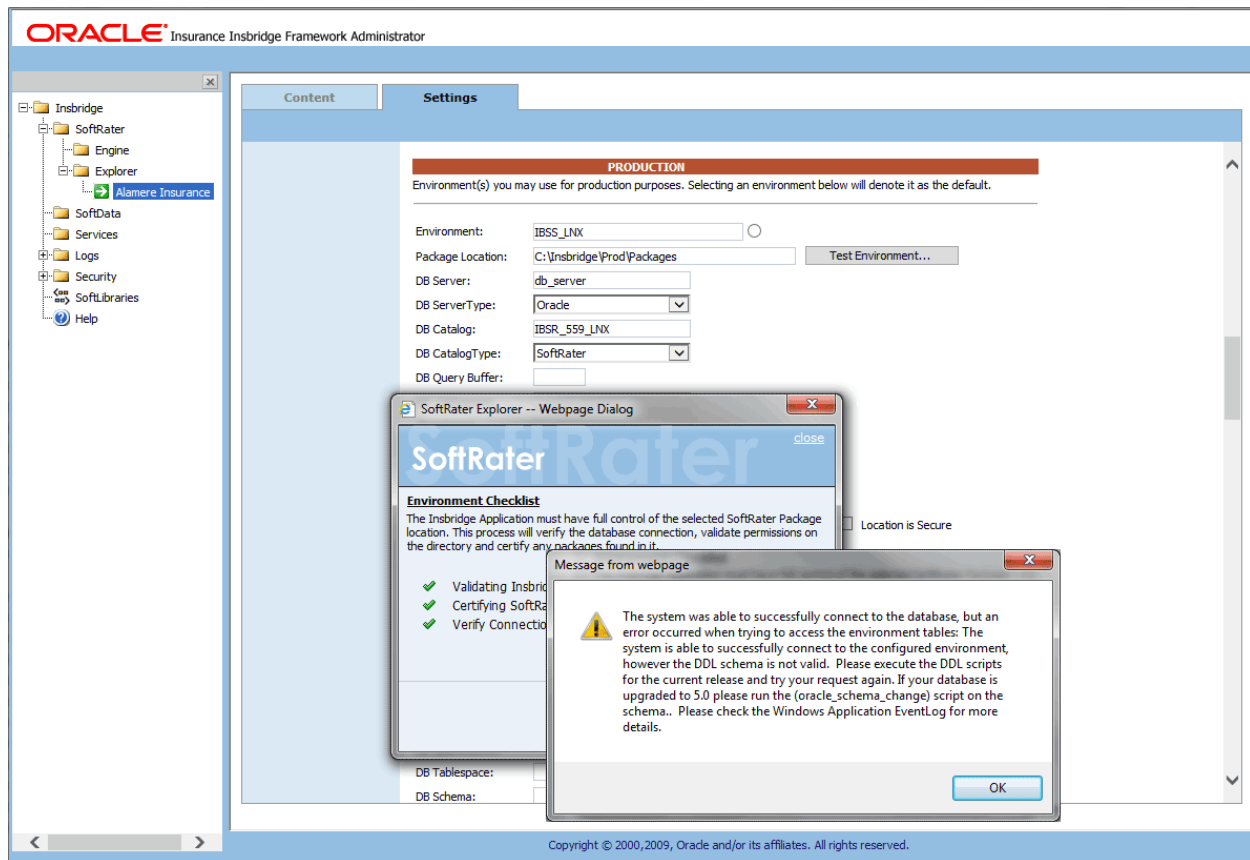 ORACLE® Insurance Insbridge Framework Administrator
Insbridge
SoftRater
Engine
Explorer
Alamere Insurance
SoftData
Services
Logs
Security
SoftLibraries
Help
Content
Settings
PRODUCTION
Environment(s) you may use for production purposes. Selecting an environment below will denote it as the default.
Environment: IBSS_LNX
Package Location: C:\Insbridge\Prod\Packages Test Environment...
DB Server: db_server
DB ServerType: Oracle
DB Catalog: IBSR_559_LNX
DB CatalogType: SoftRater
DB Query Buffer:
SoftRater Explorer -- Webpage Dialog
close
SoftRater
SoftRater
Environment Checklist
The Insbridge Application must have full control of the selected SoftRater Package
location. This process will verify the database connection, validate permissions on
the directory and certify any packages found in it.
Validating Insbrid
Certifying SoftRa
Verify Connectio
Location is Secure
Message from webpage
The system was able to successfully connect to the database, but an
error occurred when trying to access the environment tables: The
system is able to successfully connect to the configured environment,
however the DDL schema is not valid. Please execute the DDL scripts
for the current release and try your request again. If your database is
upgraded to 5.0 please run the (oracle_schema_change) script on the
schema.. Please check the Windows Application EventLog for more
details.
OK
DB Tablespace:
DB Schema:
Copyright © 2000,2009, Oracle and/or its affiliates. All rights reserved.